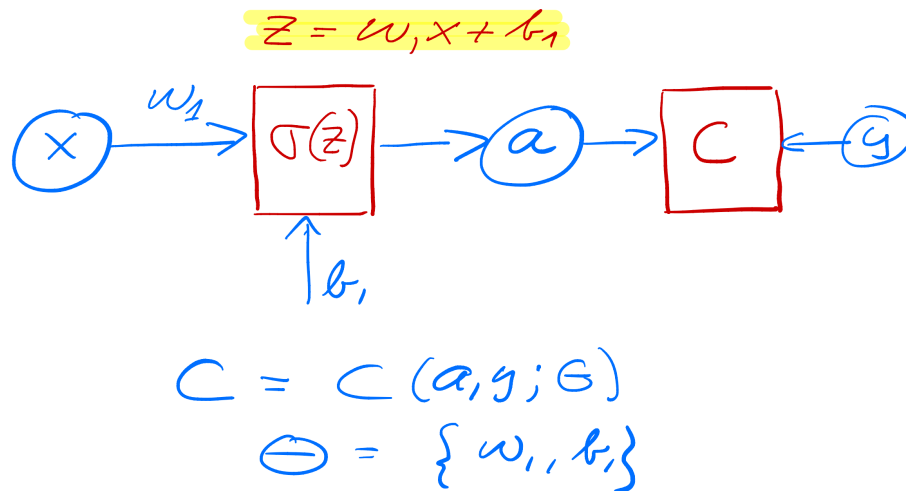 z = w₁x + b₁
x w₁ σ(z) a C y
b₁
C = C(a, y; Θ)
Θ = {w₁, b₁}